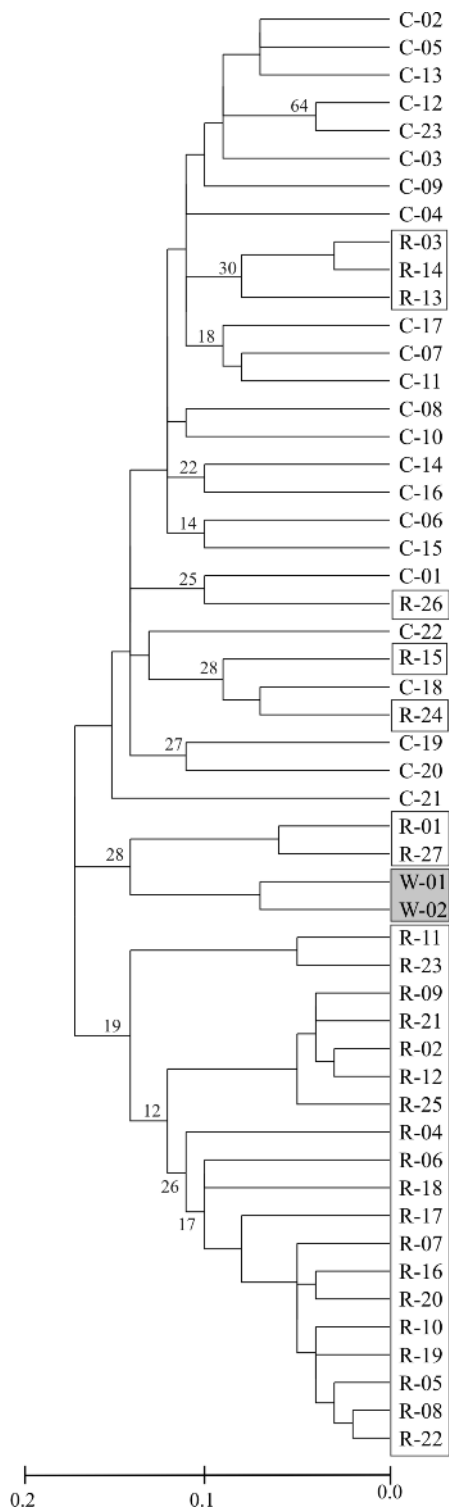 C-02
C-05
C-13
64
C-12
C-23
C-03
C-09
C-04
R-03
30
R-14
R-13
C-17
18
C-07
C-11
C-08
C-10
C-14
22
C-16
C-06
14
C-15
C-01
25
R-26
C-22
R-15
28
C-18
R-24
C-19
27
C-20
C-21
R-01
28
R-27
W-01
W-02
R-11
R-23
R-09
R-21
19
R-02
R-12
R-25
12
R-04
R-06
26
R-18
17
R-17
R-07
R-16
R-20
R-10
R-19
R-05
R-08
R-22
0.2 0.1 0.0